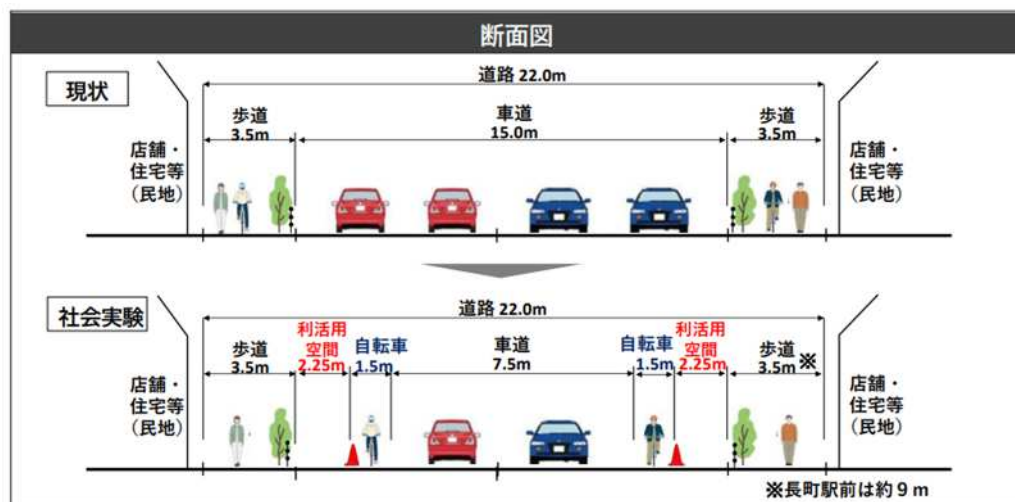 断面図
現状
道路 22.0m
歩道
3.5m
車道
15.0m
歩道
3.5m
店舗・
住宅等
(民地)
店舗・
住宅等
(民地)
社会実験
道路 22.0m
歩道
3.5m
利活用
空間
2.25m
自転車
1.5m
車道
7.5m
自転車
1.5m
利活用
空間
2.25m
歩道
3.5m※
店舗・
住宅等
(民地)
店舗・
住宅等
(民地)
※長町駅前は約9m